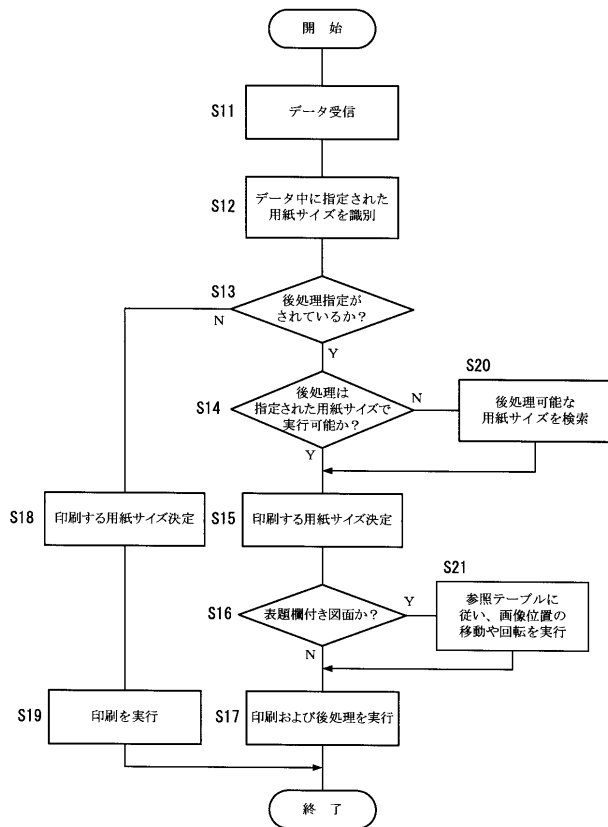 開 始
S11
データ受信
S12
データ中に指定された
用紙サイズを識別
S13
後処理指定が
されているか？
N
Y
S14
後処理は
指定された用紙サイズで
実行可能か？
N
Y
S20
後処理可能な
用紙サイズを検索
S18
印刷する用紙サイズ決定
S15
印刷する用紙サイズ決定
S16
表題欄付き図面か？
Y
N
S21
参照テーブルに
従い、画像位置の
移動や回転を実行
S19
印刷を実行
S17
印刷および後処理を実行
終 了